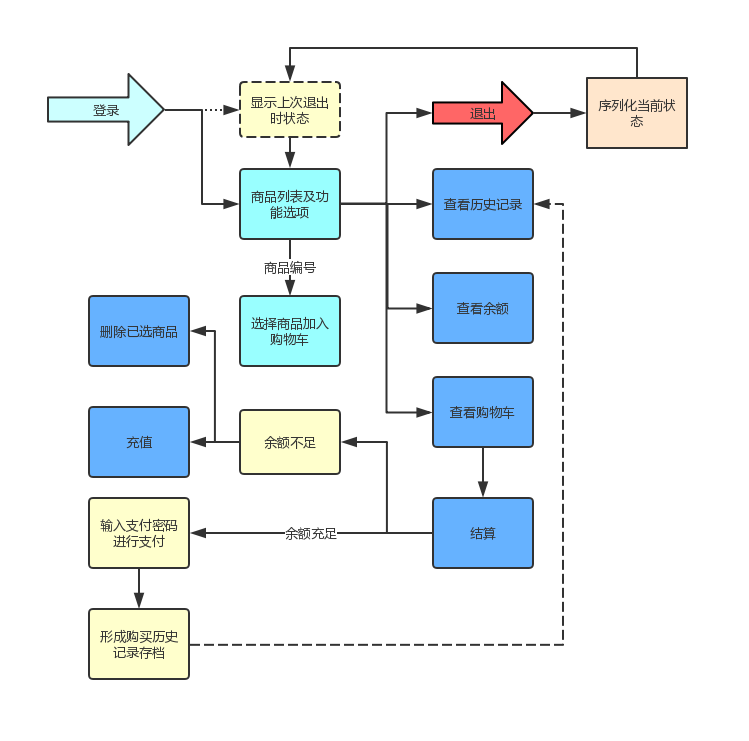 登录
显示上次退出
时状态
退出
序列化当前状
态
商品列表及功
能选项
查看历史记录
商品编号
查看余额
删除已选商品
选择商品加入
购物车
查看购物车
充值
余额不足
输入支付密码
进行支付
余额充足
结算
形成购买历史
记录存档